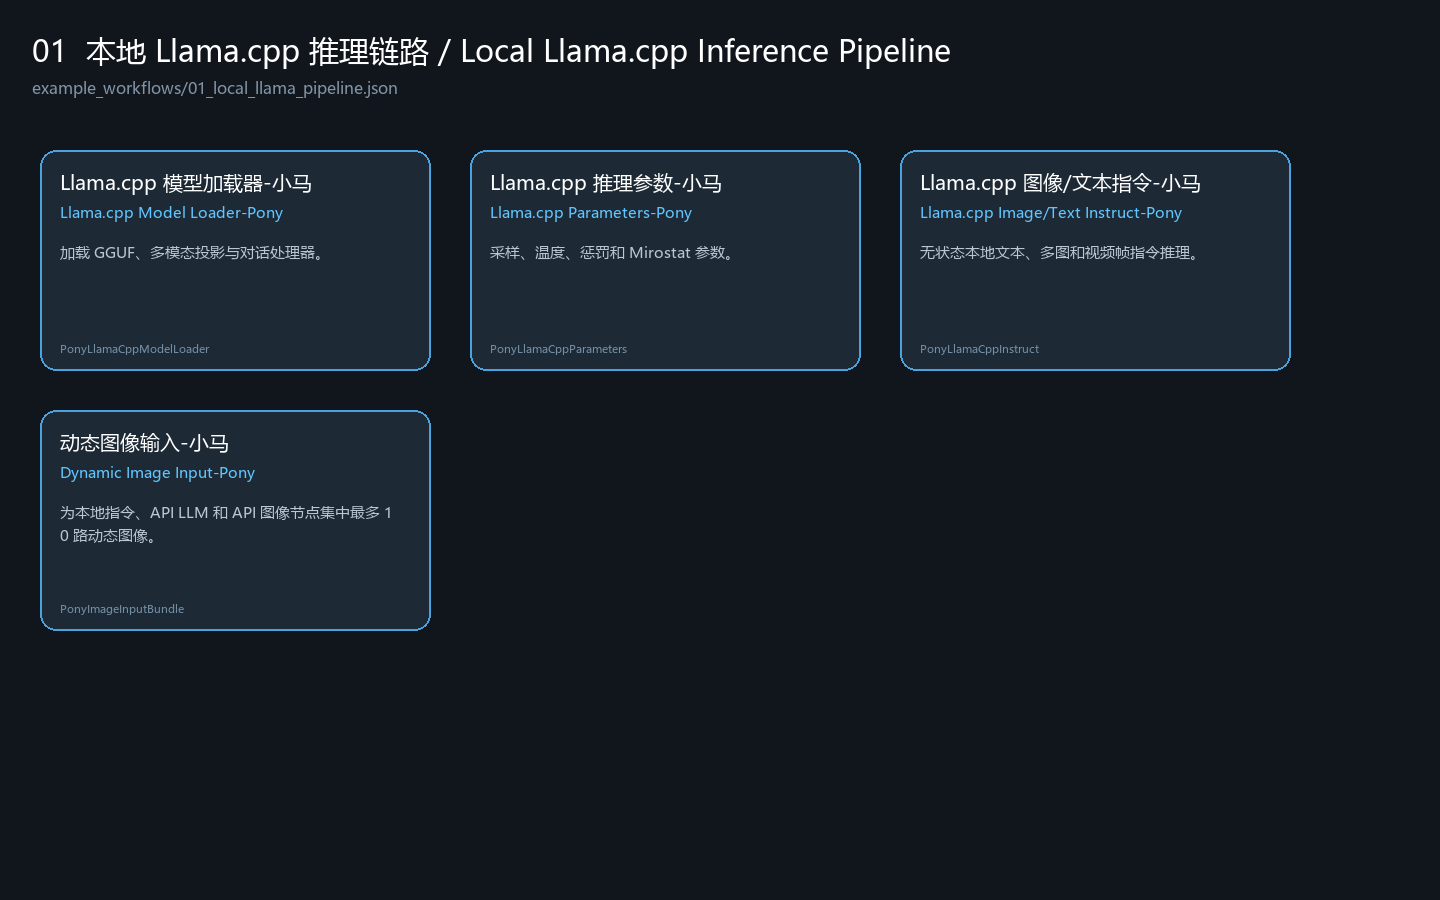 01 本地 Llama.cpp 推理链路 / Local Llama.cpp Inference Pipeline
example_workflows/01_local_llama_pipeline.json
Llama.cpp 模型加载器-小马
Llama.cpp Model Loader-Pony
加载 GGUF、多模态投影与对话处理器。
PonyLlamaCppModelLoader
Llama.cpp 推理参数-小马
Llama.cpp Parameters-Pony
采样、温度、惩罚和 Mirostat 参数。
PonyLlamaCppParameters
Llama.cpp 图像/文本指令-小马
Llama.cpp Image/Text Instruct-Pony
无状态本地文本、多图和视频帧指令推理。
PonyLlamaCppInstruct
动态图像输入-小马
Dynamic Image Input-Pony
为本地指令、API LLM 和 API 图像节点集中最多 1
0 路动态图像。
PonyImageInputBundle